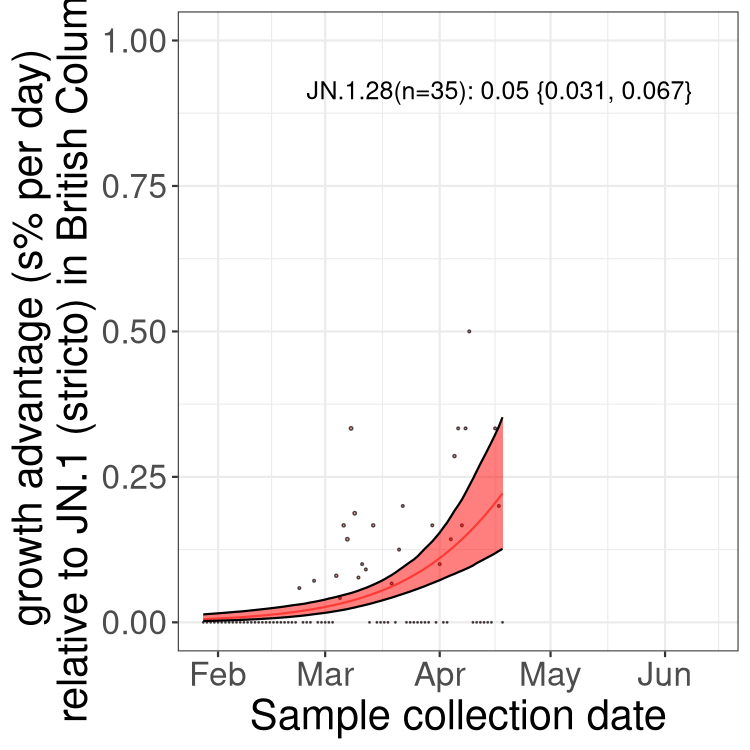 growth advantage (s% per day)
relative to JN.1 (stricto) in British Colum
1.00
0.75
0.50
0.25
0.00
JN.1.28(n=35): 0.05 {0.031, 0.067}
Feb Mar Apr May Jun
Sample collection date